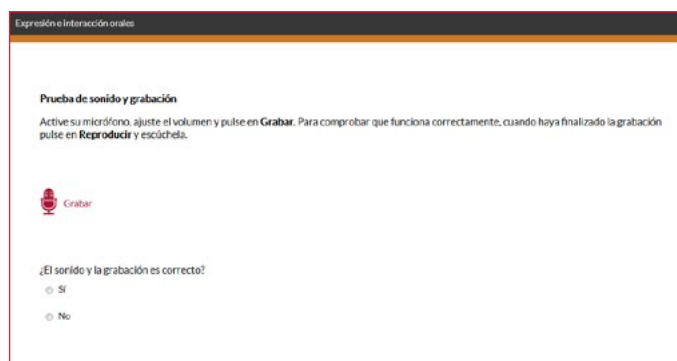 Expresión e interacción orales
Prueba de sonido y grabación
Active su micrófono, ajuste el volumen y pulse en Grabar. Para comprobar que funciona correctamente, cuando haya finalizado la grabación
pulse en Reproducir y escúchela.
Grabar
¿El sonido y la grabación es correcto?
Sí
No